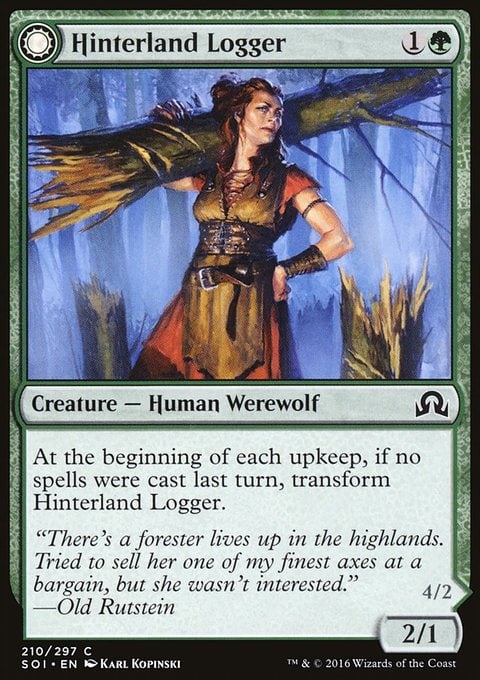 Hinterland Logger 1
Creature — Human Werewolf
At the beginning of each upkeep, if no
spells were cast last turn, transform
Hinterland Logger.
“There’s a forester lives up in the highlands.
Tried to sell her one of my finest axes at a
bargain, but she wasn’t interested.”
—Old Rutstein
4/2
2/1
210/297 C
SOI • EN Karl Kopinski
™ & © 2016 Wizards of the Coast